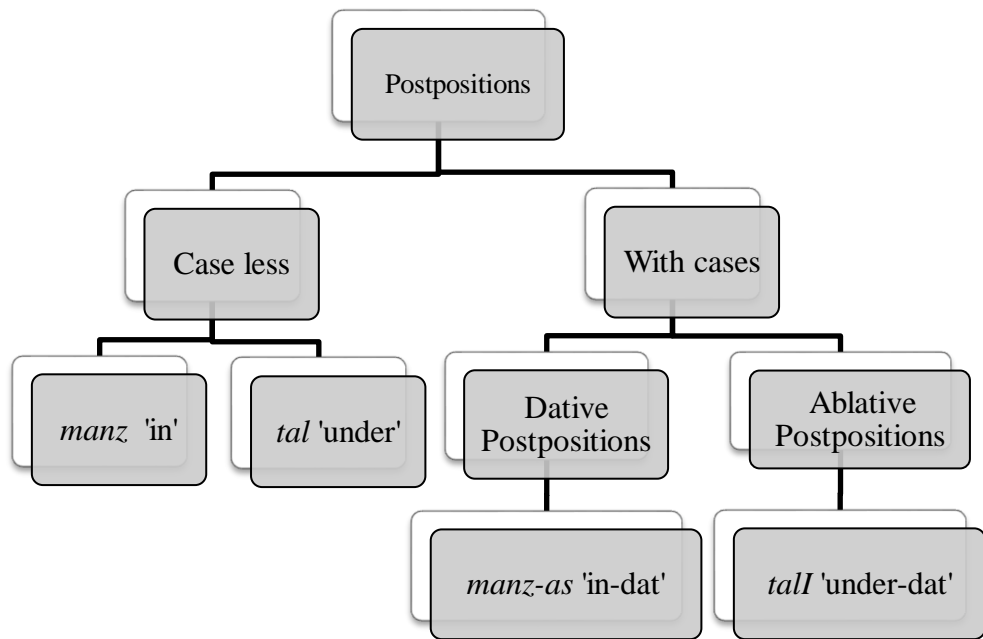 Postpositions
Case less
With cases
manz 'in'
tal 'under'
Dative
Postpositions
Ablative
Postpositions
manz-as 'in-dat'
talI 'under-dat'